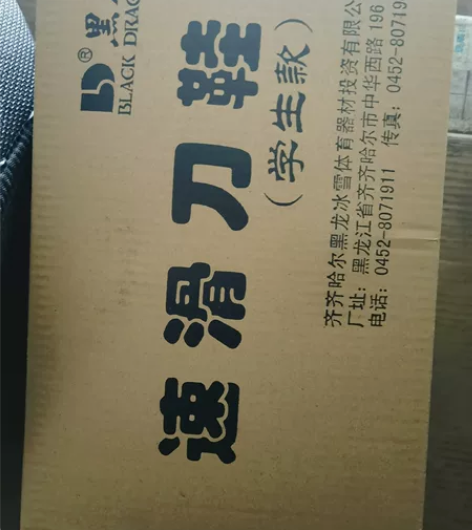 黑
BLACK DRAG
速滑刀鞋
(学生款)
齐齐哈尔黑龙冰雪体育器材投资有限公
厂址: 黑龙江省齐齐哈尔市中华西路196
电话: 0452-8071911 传真: 0452-80719